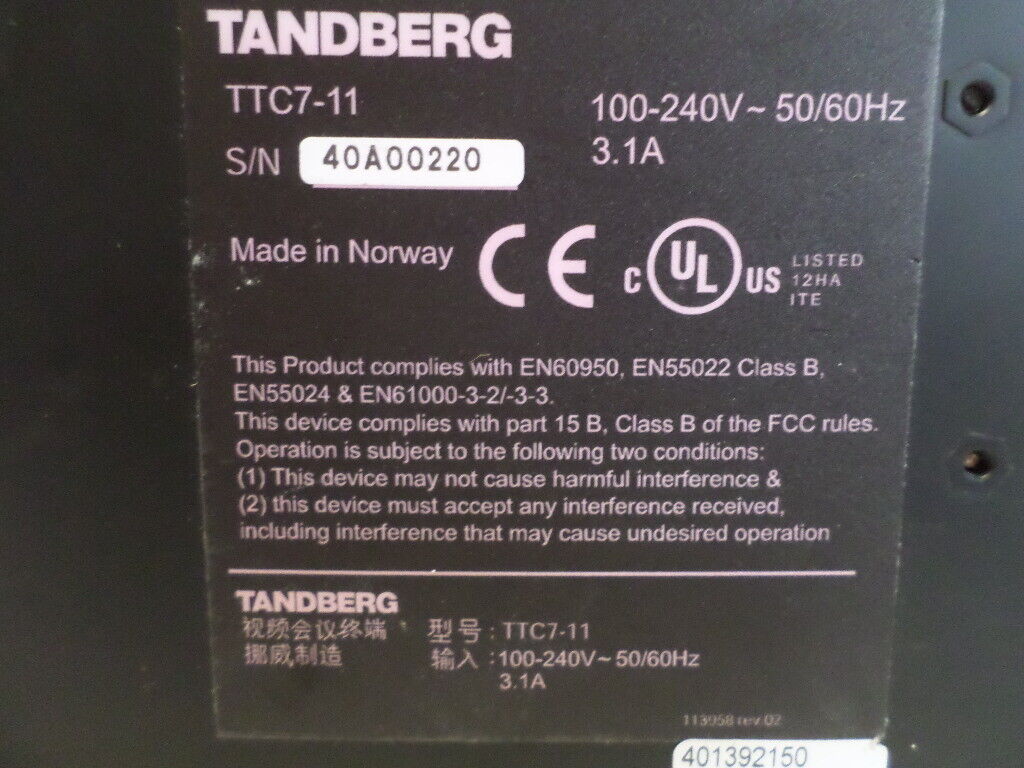 TANDBERG
TTC7-11
100-240V~ 50/60Hz
S/N 40A00220
3.1A
Made in Norway
CE
C UL US
LISTED
12HA
ITE
This Product complies with EN60950, EN55022 Class B,
EN55024 & EN61000-3-2/-3-3.
This device complies with part 15 B, Class B of the FCC rules.
Operation is subject to the following two conditions:
(1) This device may not cause harmful interference &
(2) this device must accept any interference received,
including interference that may cause undesired operation
TANDBERG
视频会议终端 型号: TTC7-11
挪威制造 输入: 100-240V~ 50/60Hz
3.1A
113958 rev.02
401392150